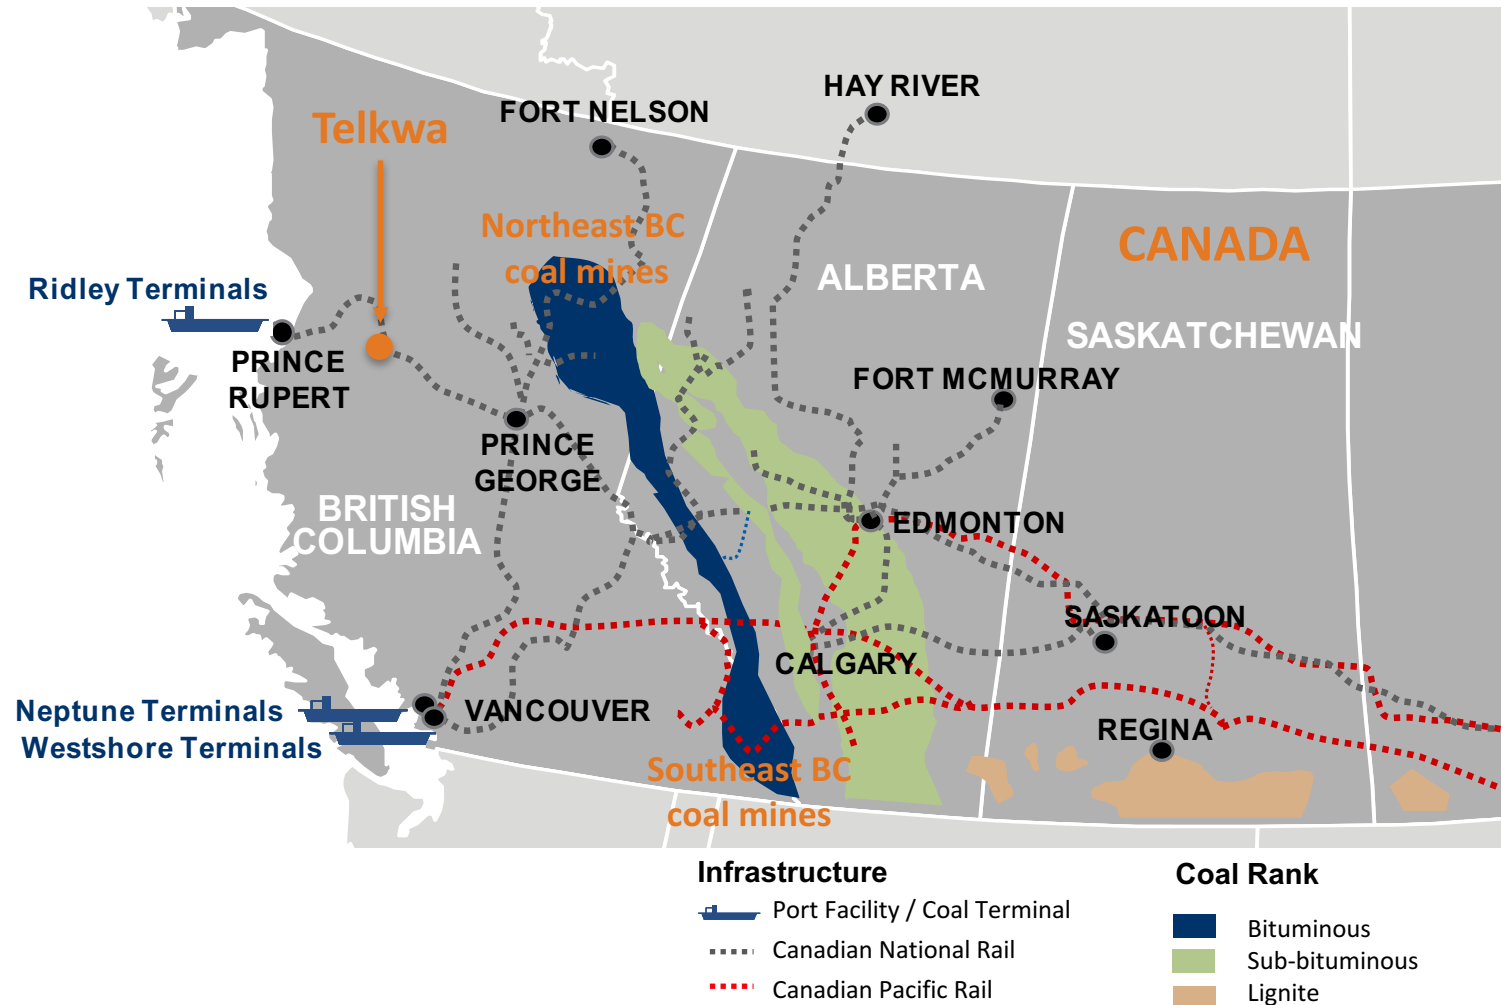 HAY RIVER
FORT NELSON
Telkwa
Northeast BC
coal mines
CANADA
ALBERTA
Ridley Terminals
SASKATCHEWAN
PRINCE
RUPERT
FORT MCMURRAY
PRINCE
GEORGE
BRITISH
COLUMBIA
EDMONTON
SASKATOON
CALGARY
Neptune Terminals
VANCOUVER
Westshore Terminals
REGINA
Southeast BC
coal mines
Infrastructure
Port Facility / Coal Terminal
Canadian National Rail
Canadian Pacific Rail
Coal Rank
Bituminous
Sub-bituminous
Lignite